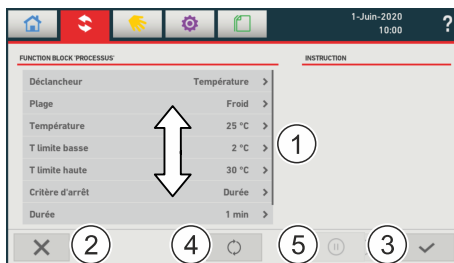 1-Juin-2020
10:00
?
FUNCTION BLOCK 'PROCESSUS'
INSTRUCTION
Déclancheur Température >
Plage Froid >
Température 25 °C >
T limite basse 2 °C >
T limite haute 30 °C >
Critère d'arrêt Durée >
Durée 1 min >
1
2
4
5
3